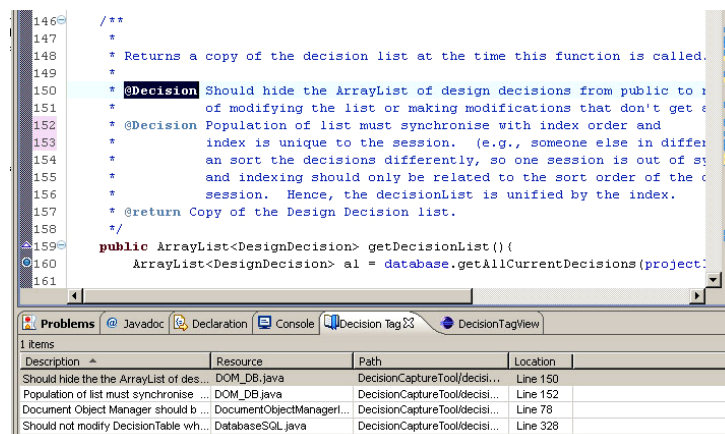 146 /**
147 *
148 * Returns a copy of the decision list at the time this function is called.
149 *
150 * @Decision Should hide the ArrayList of design decisions from public to
151 * of modifying the list or making modifications that don't get
152 * @Decision Population of list must synchronise with index order and
153 * index is unique to the session. (e.g., someone else in differ
154 * an sort the decisions differently, so one session is out of sy
155 * and indexing should only be related to the sort order of the
156 * session. Hence, the decisionList is unified by the index.
157 * @return Copy of the Design Decision list.
158 */
159 public ArrayList<DesignDecision> getDecisionList(){
160 ArrayList<DesignDecision> al = database.getAllCurrentDecisions(project
161
Problems @ Javadoc Declaration Console Decision Tag DecisionTagView
1 items
Description Resource Path Location
Should hide the the ArrayList of des... DOM_DB.java DecisionCaptureTool/decisi... Line 150
Population of list must synchronise ... DOM_DB.java DecisionCaptureTool/decisi... Line 152
Document Object Manager should b ... DocumentObjectManagerI... DecisionCaptureTool/decisi... Line 78
Should not modify DecisionTable wh... DatabaseSQL.java DecisionCaptureTool/decisi... Line 328